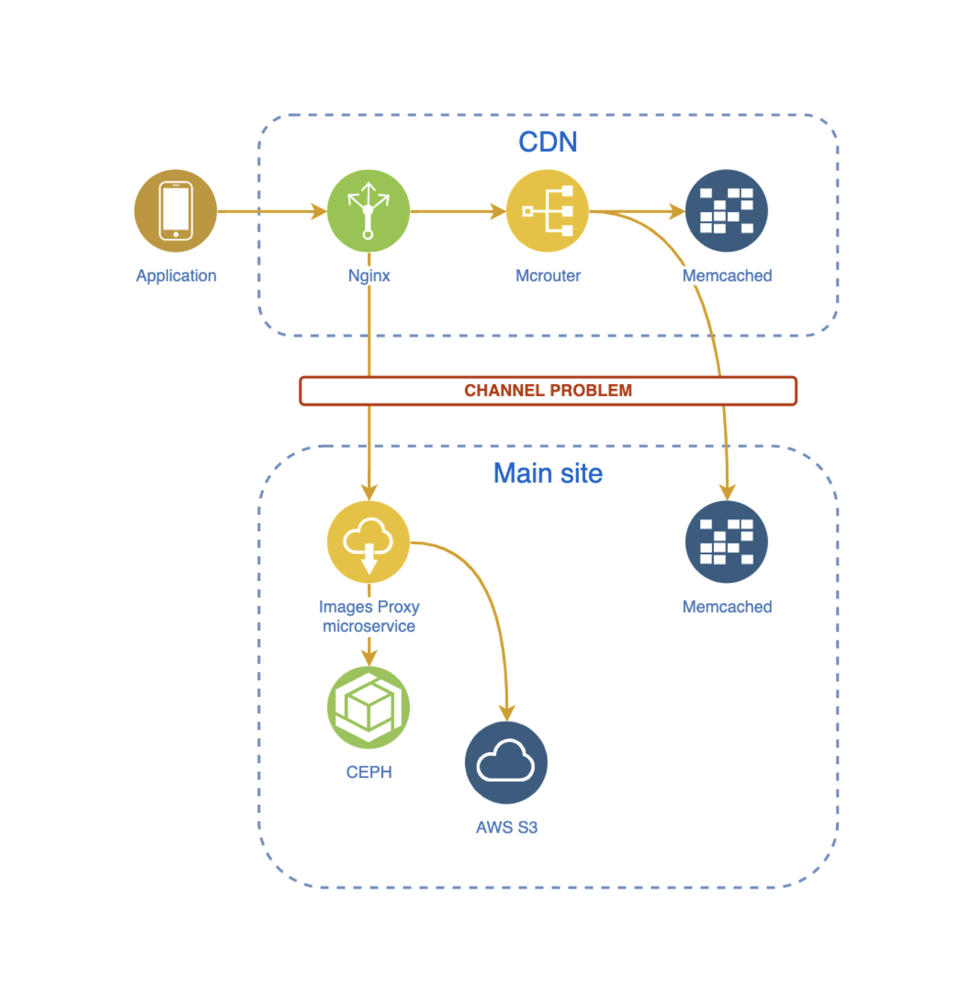 CDN
Application
Nginx
Mcrouter
Memcached
CHANNEL PROBLEM
Main site
Images Proxy
microservice
Memcached
CEPH
AWS S3